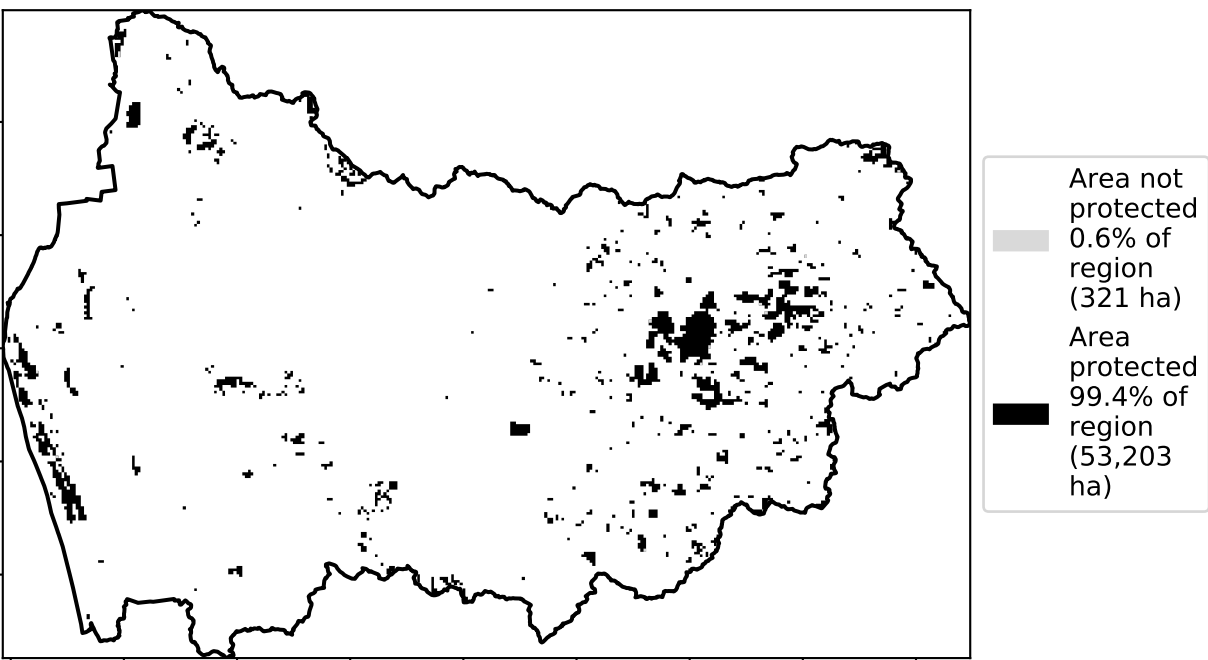 Area not
protected
0.6% of
region
(321 ha)
Area
protected
99.4% of
region
(53,203
ha)